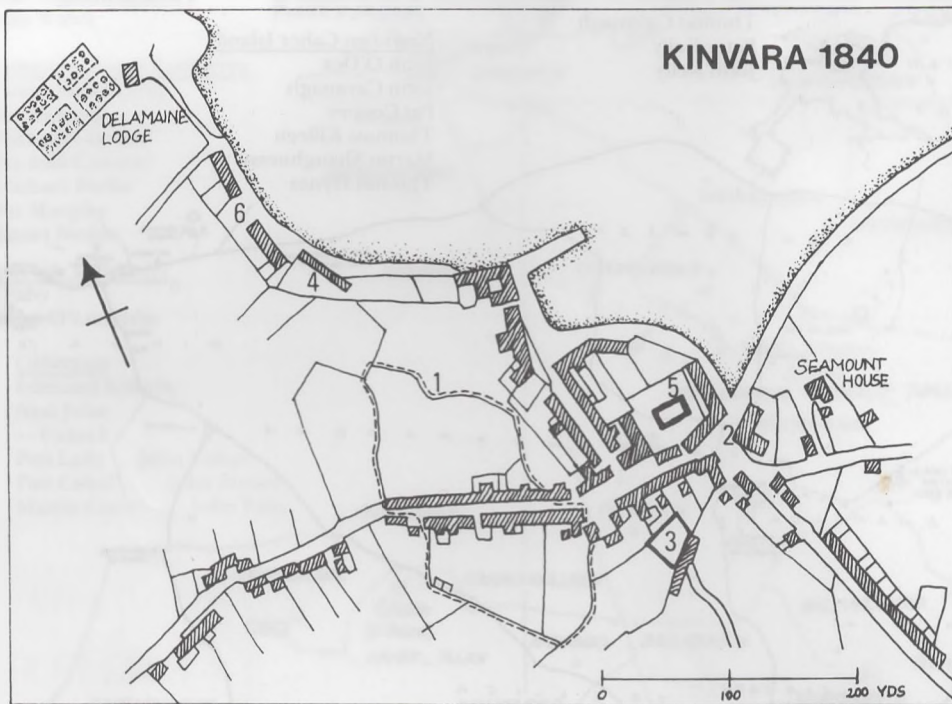 KINVARA 1840
DELAMAINE
LODGE
6
4
1
5
SEAMOUNT
HOUSE
2
3
0 100 200 YDS